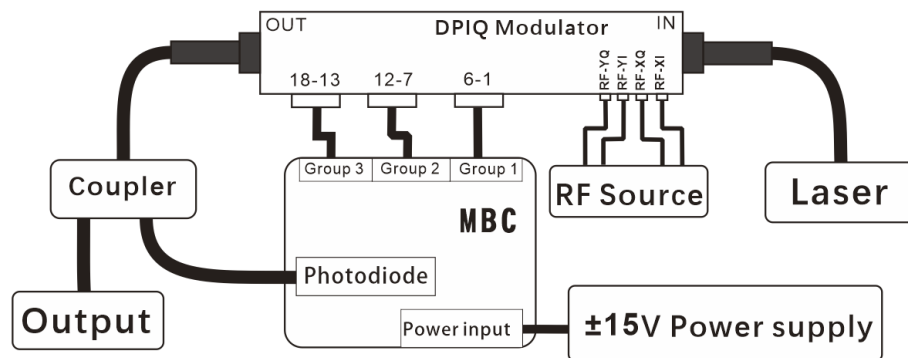 OUT
DPIQ Modulator
IN
18-13
12-7
6-1
RF-YQ
RF-YI
RF-XQ
RF-XI
Group 3
Group 2
Group 1
Coupler
MBC
RF Source
Laser
Photodiode
Output
Power input
±15V Power supply